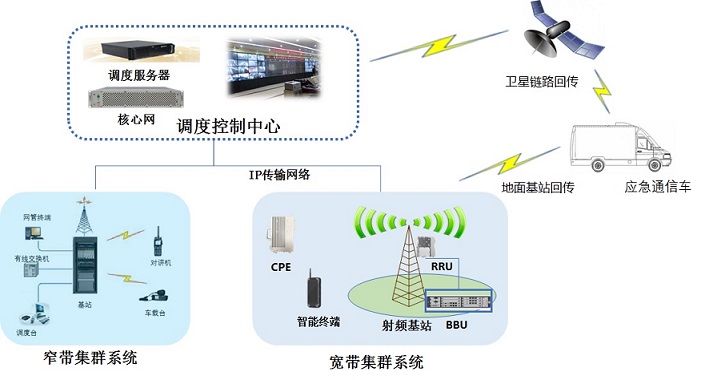 调度服务器
核心网
调度控制中心
卫星链路回传
地面基站回传
应急通信车
IP传输网络
网管终端
有线交换机
对讲机
基站
车载台
调度台
窄带集群系统
CPE
RRU
智能终端
射频基站
BBU
宽带集群系统